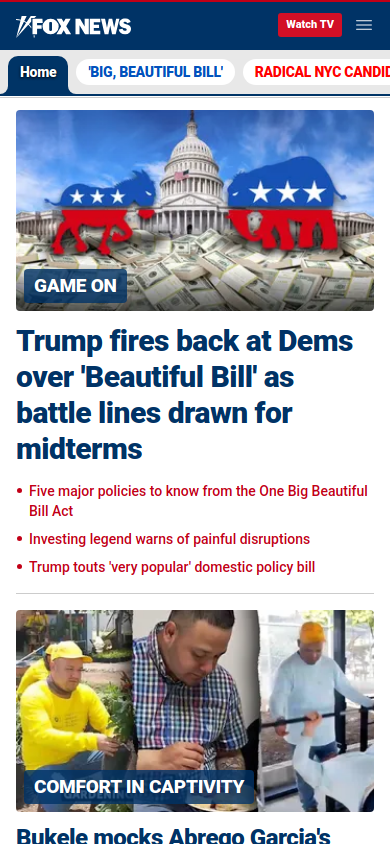 FOX NEWS
Watch TV
Home
'BIG, BEAUTIFUL BILL'
RADICAL NYC CANDID
GAME ON
Trump fires back at Dems
over 'Beautiful Bill' as
battle lines drawn for
midterms
Five major policies to know from the One Big Beautiful
Bill Act
Investing legend warns of painful disruptions
Trump touts 'very popular' domestic policy bill
COMFORT IN CAPTIVITY
Bukele mocks Abrego Garcia's